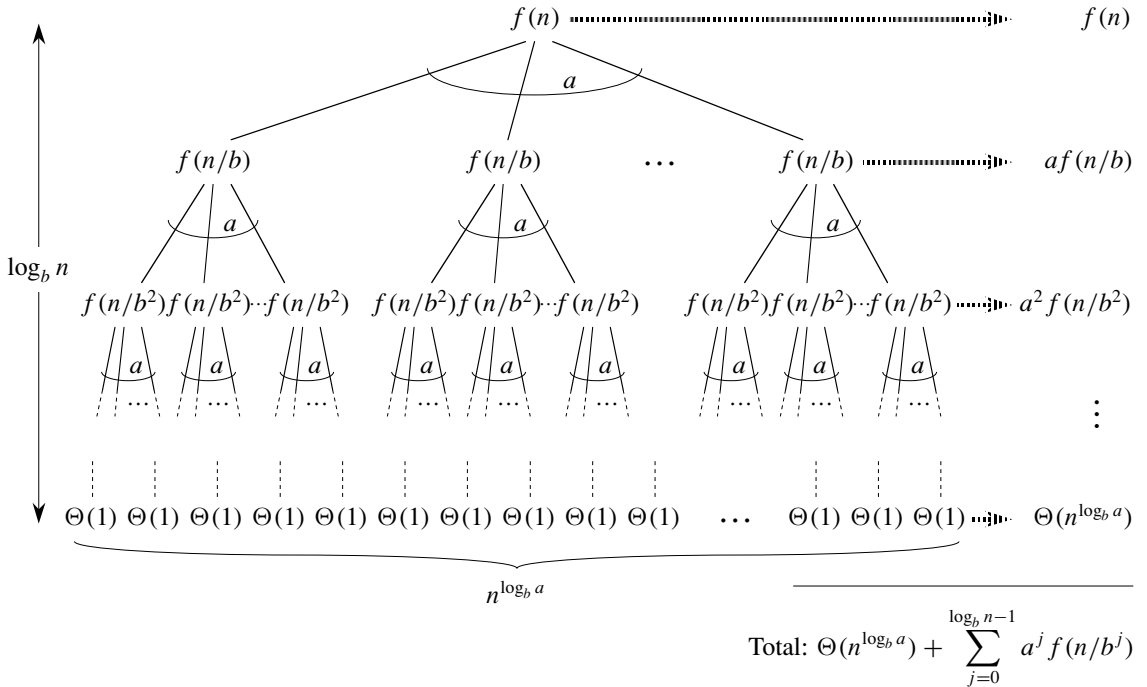 f(n) f(n)
a
f(n/b) f(n/b) ⋯ f(n/b) af(n/b)
a a a
log_b n
f(n/b²) f(n/b²) ⋯ f(n/b²) f(n/b²) f(n/b²) ⋯ f(n/b²) f(n/b²) f(n/b²) ⋯ f(n/b²) a² f(n/b²)
a a a a a a a a a
⋯ ⋯ ⋯ ⋯ ⋯ ⋯ ⋯ ⋯ ⋯ ⋮
Θ(1) Θ(1) Θ(1) Θ(1) Θ(1) Θ(1) Θ(1) Θ(1) Θ(1) Θ(1) ⋯ Θ(1) Θ(1) Θ(1) Θ(n^{log_b a})
n^{log_b a}
Total: Θ(n^{log_b a}) + ∑_{j=0}^{log_b n−1} a^j f(n/b^j)